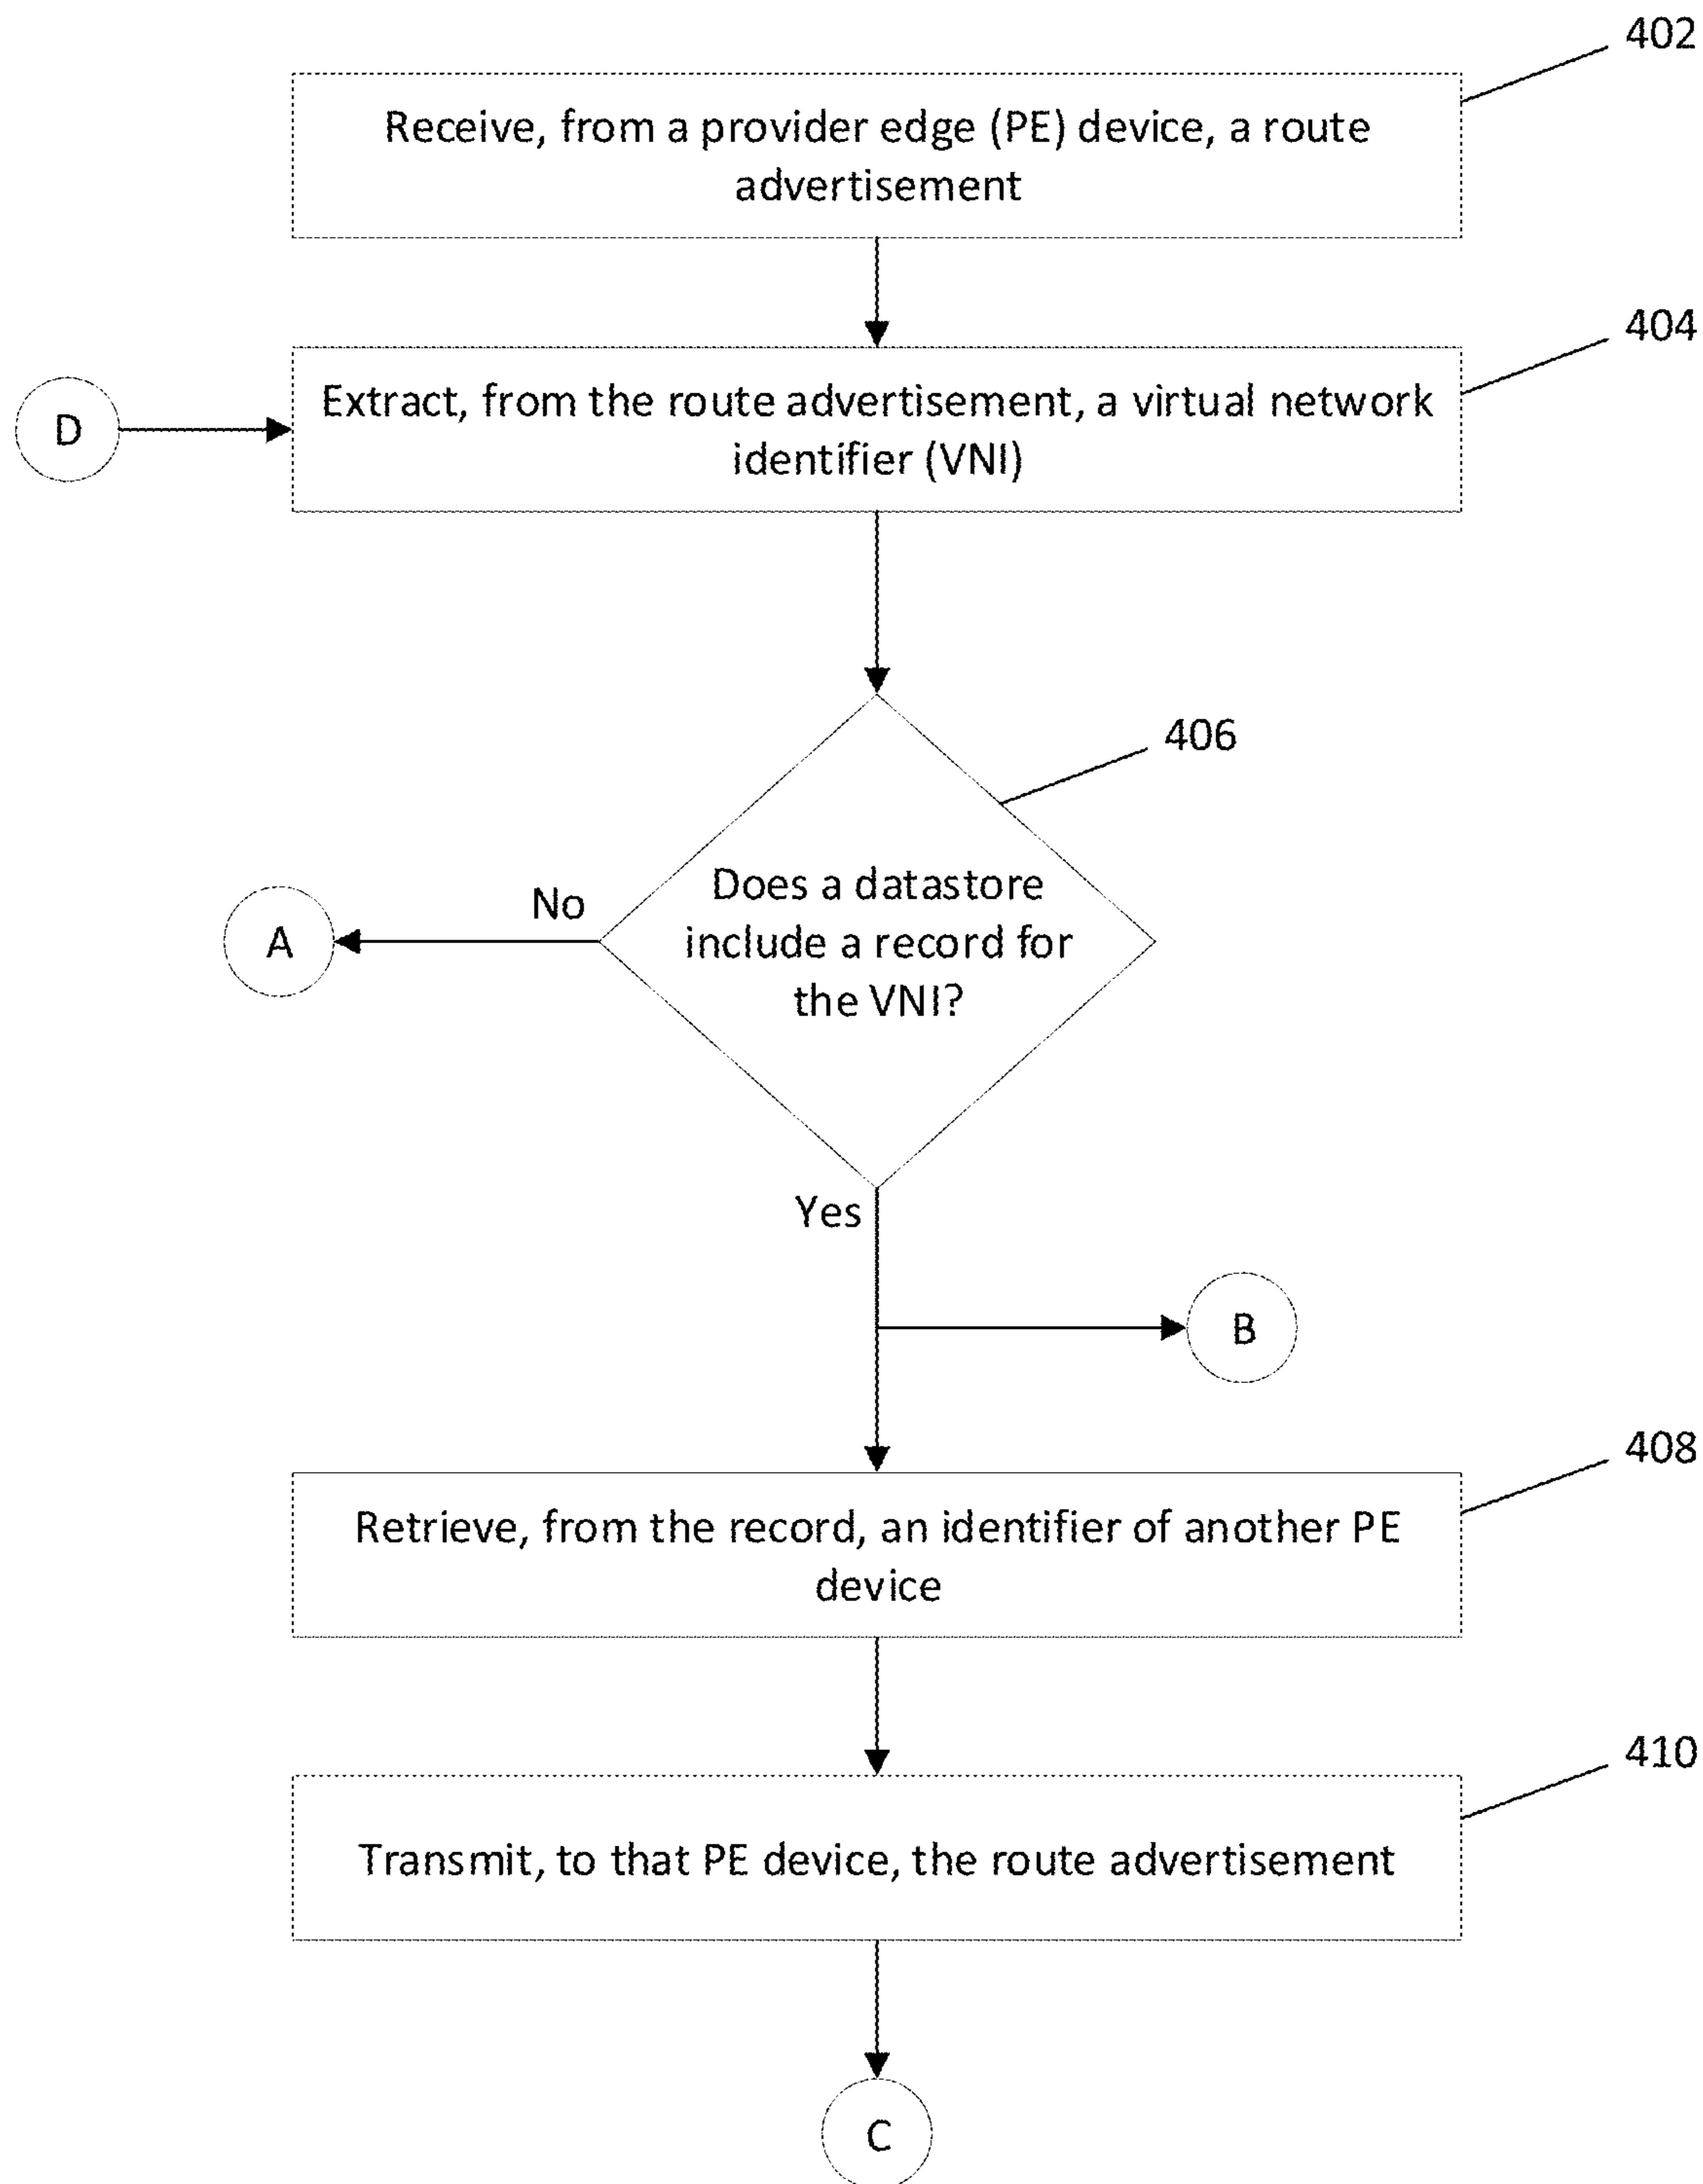 402
Receive, from a provider edge (PE) device, a route
advertisement
404
D
Extract, from the route advertisement, a virtual network
identifier (VNI)
406
Does a datastore
include a record for
the VNI?
No
A
Yes
B
408
Retrieve, from the record, an identifier of another PE
device
410
Transmit, to that PE device, the route advertisement
C